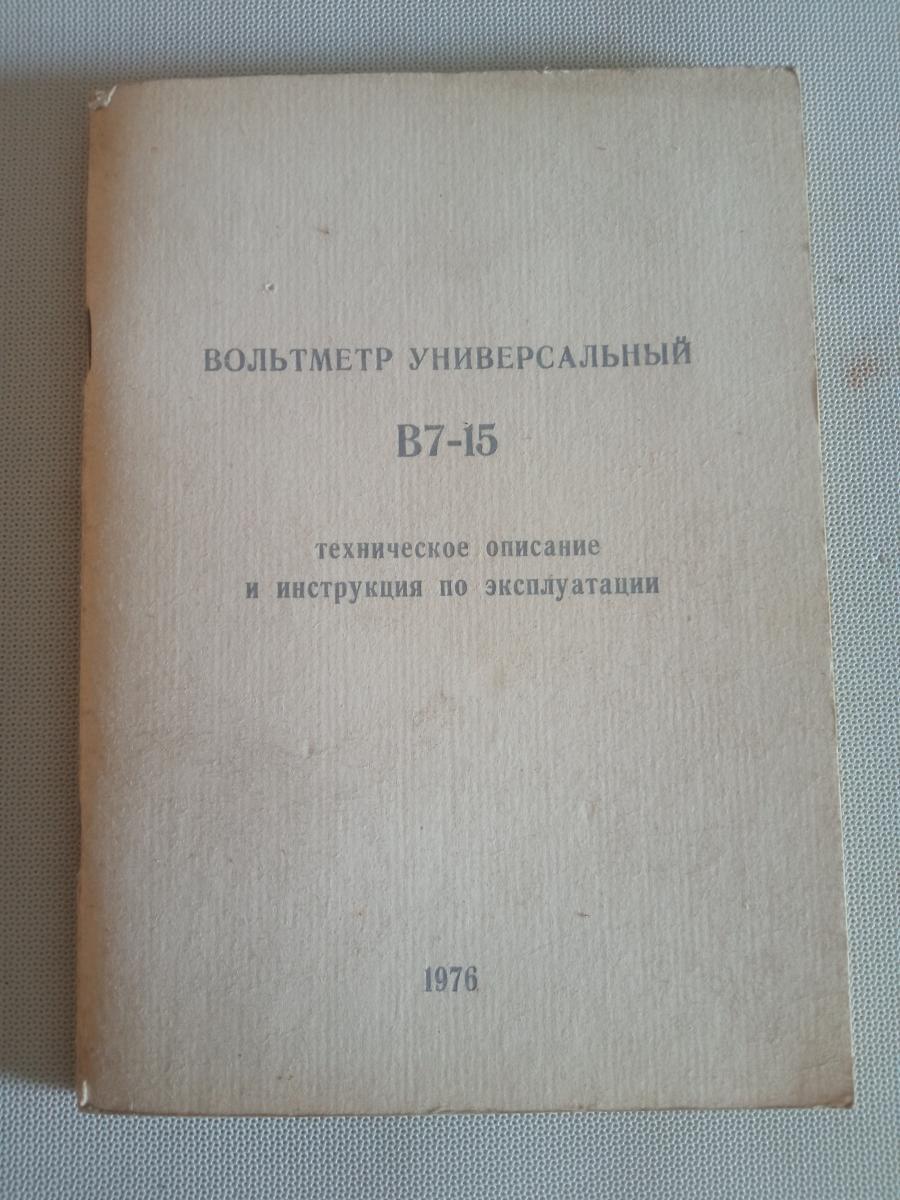 ВОЛЬТМЕТР УНИВЕРСАЛЬНЫЙ
В7-15
техническое описание
и инструкция по эксплуатации
1976